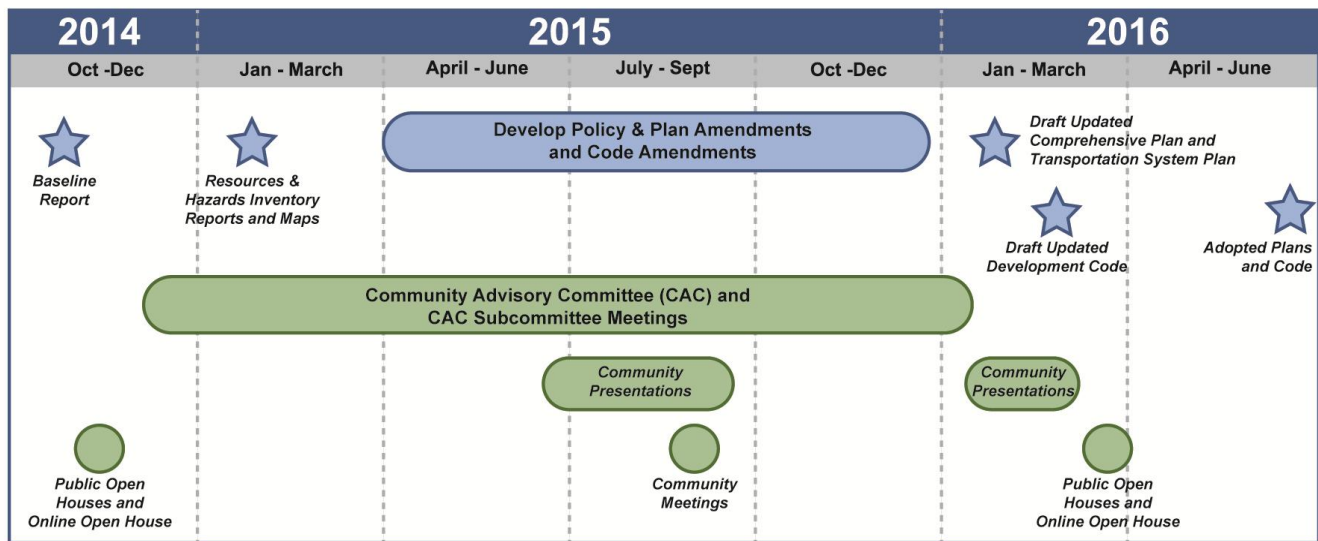 2014
2015
2016
Oct -Dec
Jan - March
April - June
July - Sept
Oct -Dec
Jan - March
April - June
Baseline
Report
Resources &
Hazards Inventory
Reports and Maps
Develop Policy & Plan Amendments
and Code Amendments
Draft Updated
Comprehensive Plan and
Transportation System Plan
Draft Updated
Development Code
Adopted Plans
and Code
Community Advisory Committee (CAC) and
CAC Subcommittee Meetings
Community
Presentations
Community
Presentations
Public Open
Houses and
Online Open House
Community
Meetings
Public Open
Houses and
Online Open House